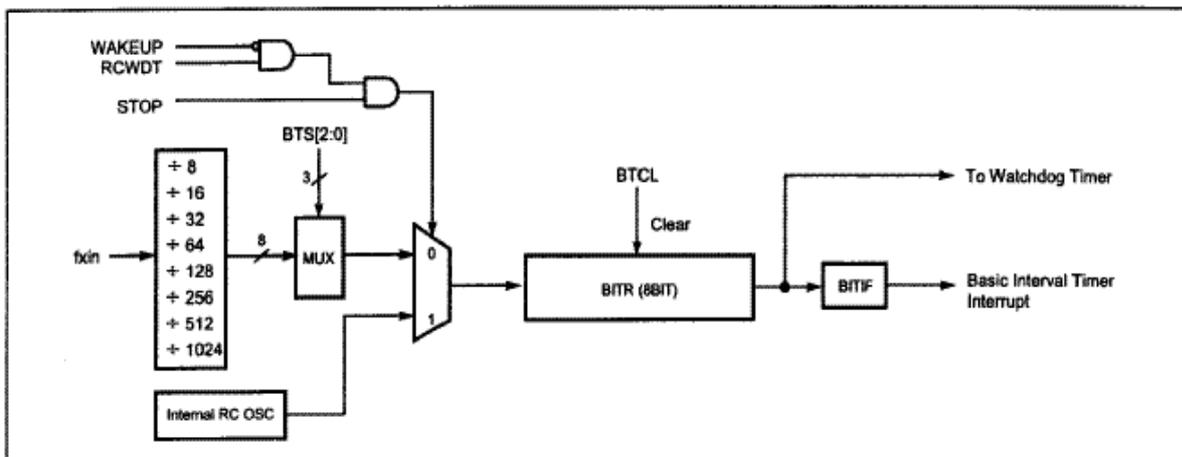 WAKEUP
RCWDT
STOP
BTS[2:0]
3
÷ 8
÷ 16
÷ 32
÷ 64
÷ 128
÷ 256
÷ 512
÷ 1024
fxin
8
MUX
0
1
Internal RC OSC
BTCL
Clear
BITR (8BIT)
To Watchdog Timer
BITIF
Basic Interval Timer
Interrupt